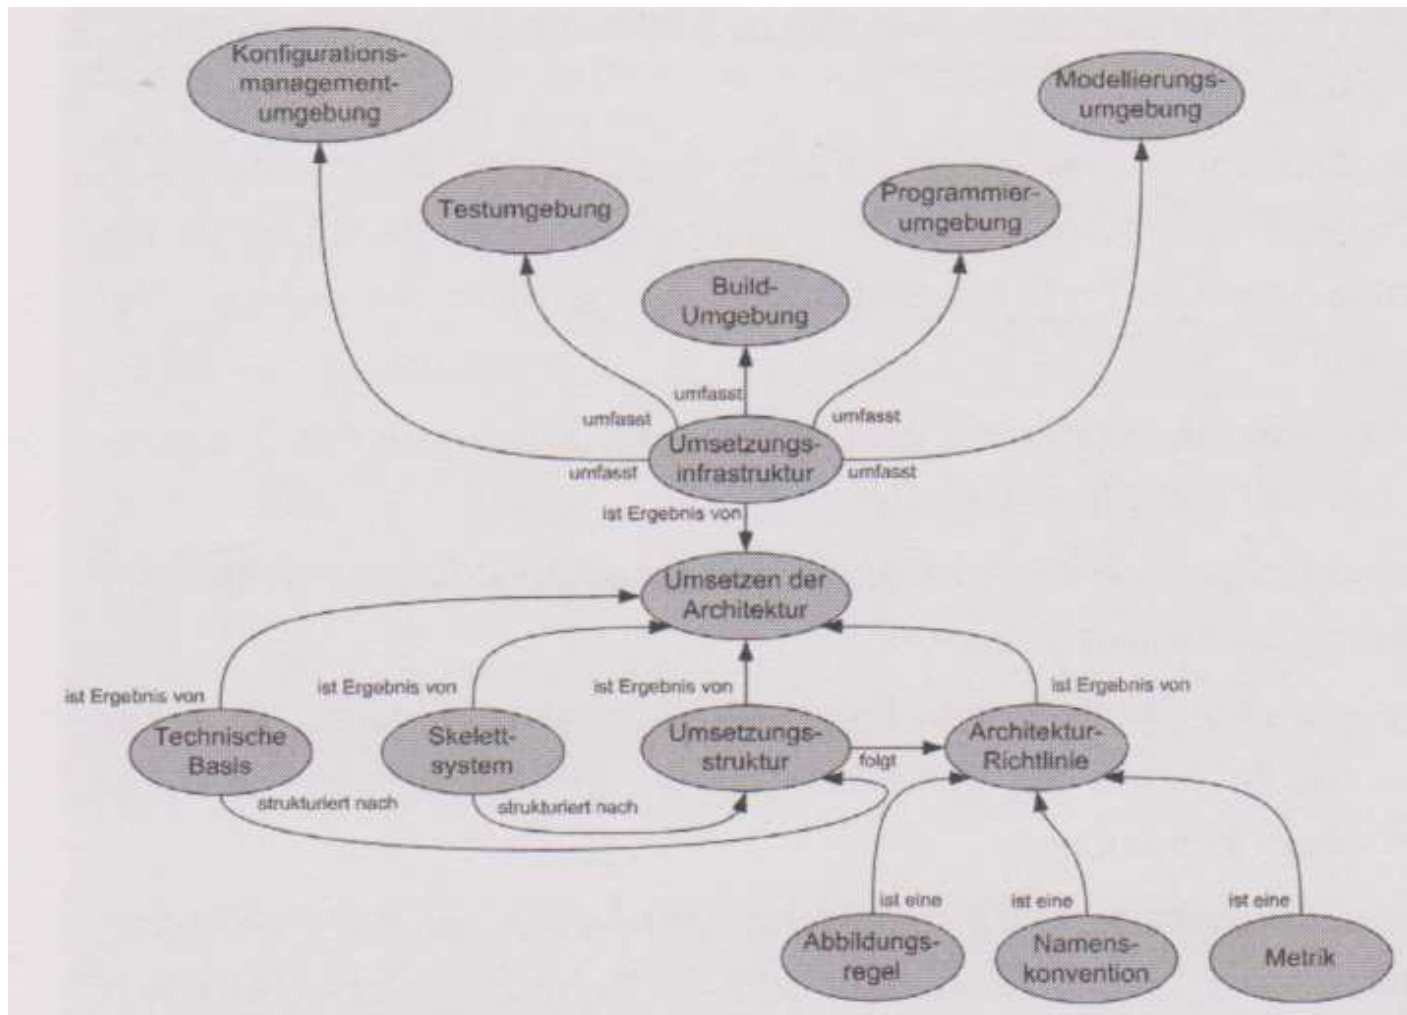 Konfigurations-
management-
umgebung
Modellierungs-
umgebung
Testumgebung
Programmier-
umgebung
Build-
Umgebung
umfasst
umfasst
umfasst
umfasst
umfasst
Umsetzungs-
infrastruktur
ist Ergebnis von
Umsetzen der
Architektur
ist Ergebnis von
ist Ergebnis von
ist Ergebnis von
ist Ergebnis von
Technische
Basis
Skelett-
system
Umsetzungs-
struktur
folgt
Architektur-
Richtlinie
strukturiert nach
strukturiert nach
ist eine
ist eine
ist eine
Abbildungs-
regel
Namens-
konvention
Metrik